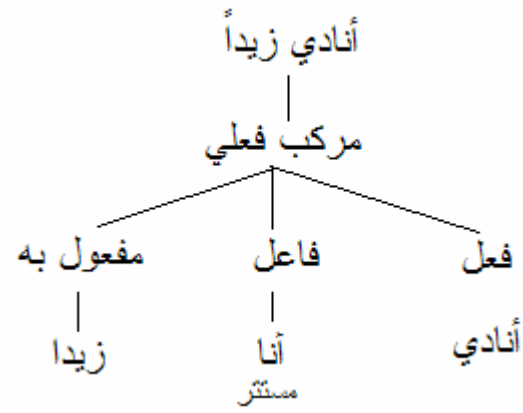 أنادي زيداً
مركب فعلي
فعل فاعل مفعول به
أنادي أنا زيدا
مستتر